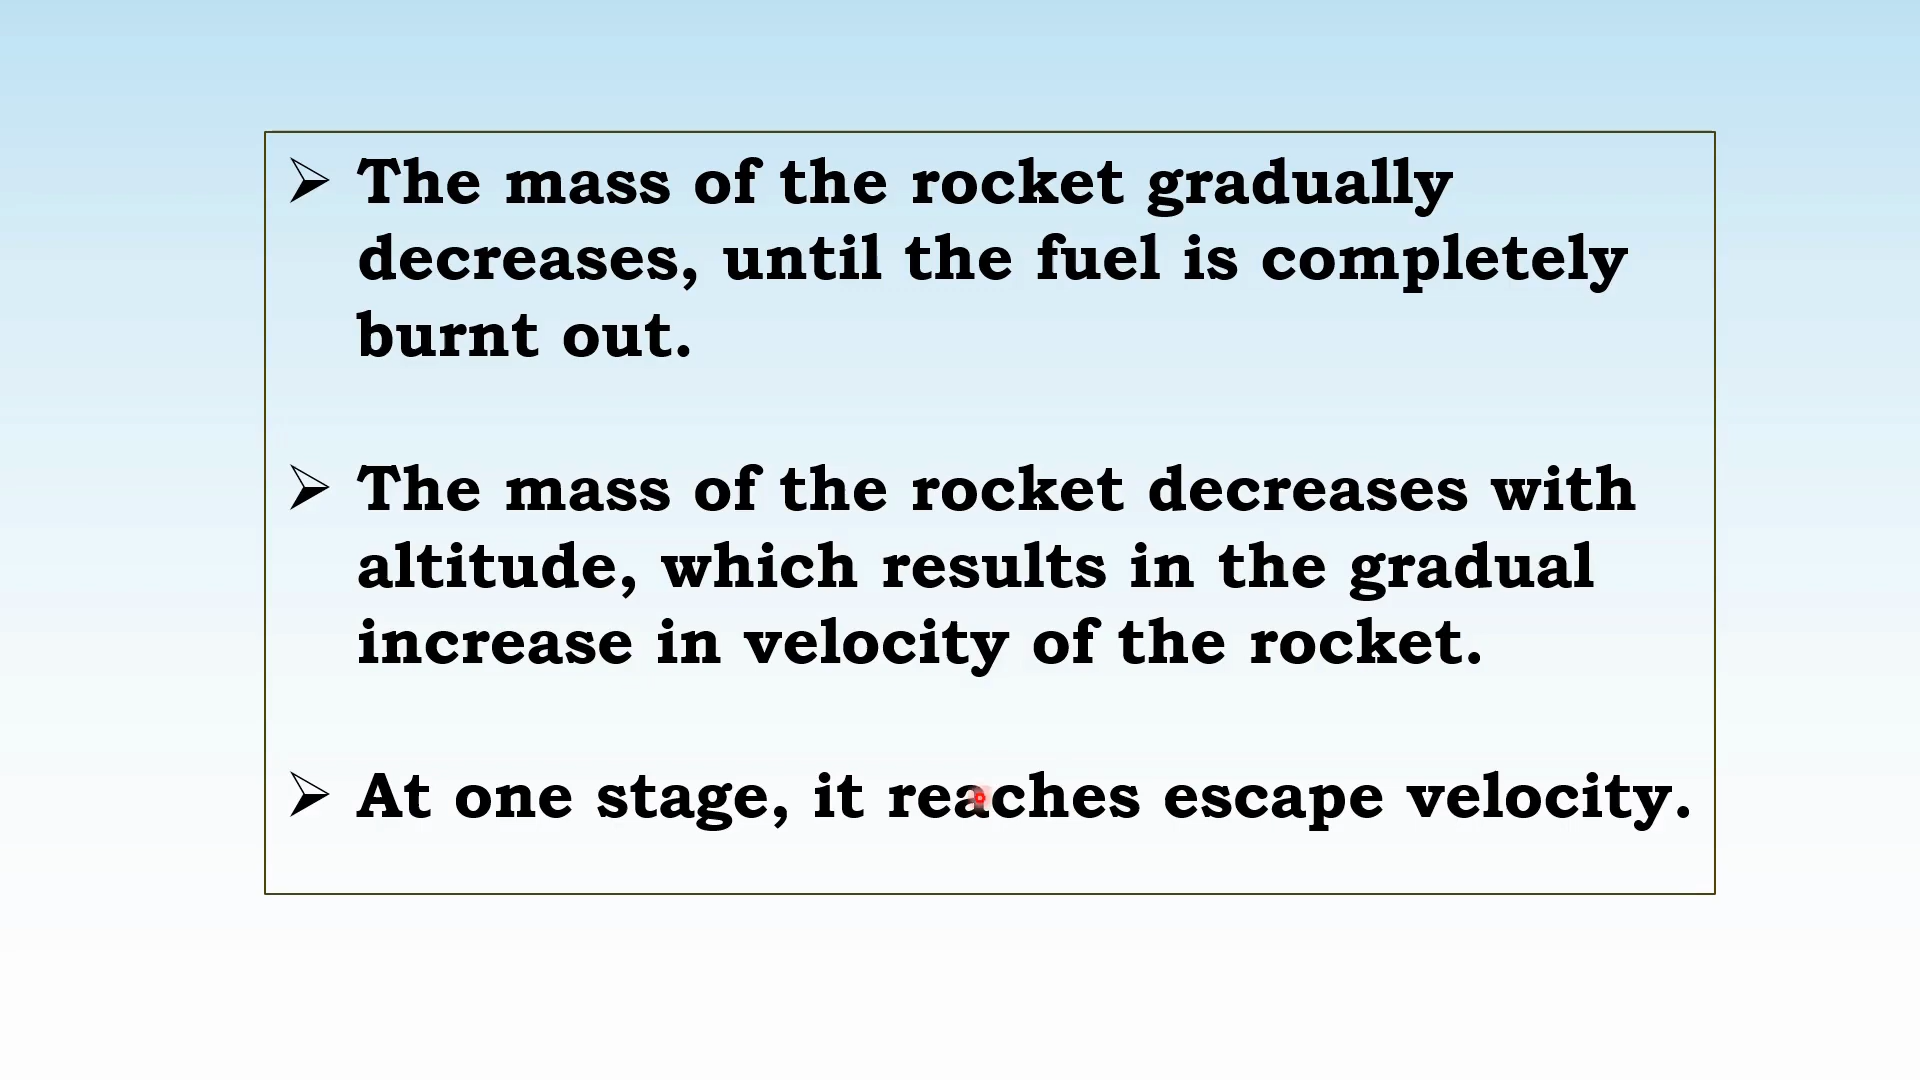 ➢ The mass of the rocket gradually
decreases, until the fuel is completely
burnt out.
➢ The mass of the rocket decreases with
altitude, which results in the gradual
increase in velocity of the rocket.
➢ At one stage, it reaches escape velocity.